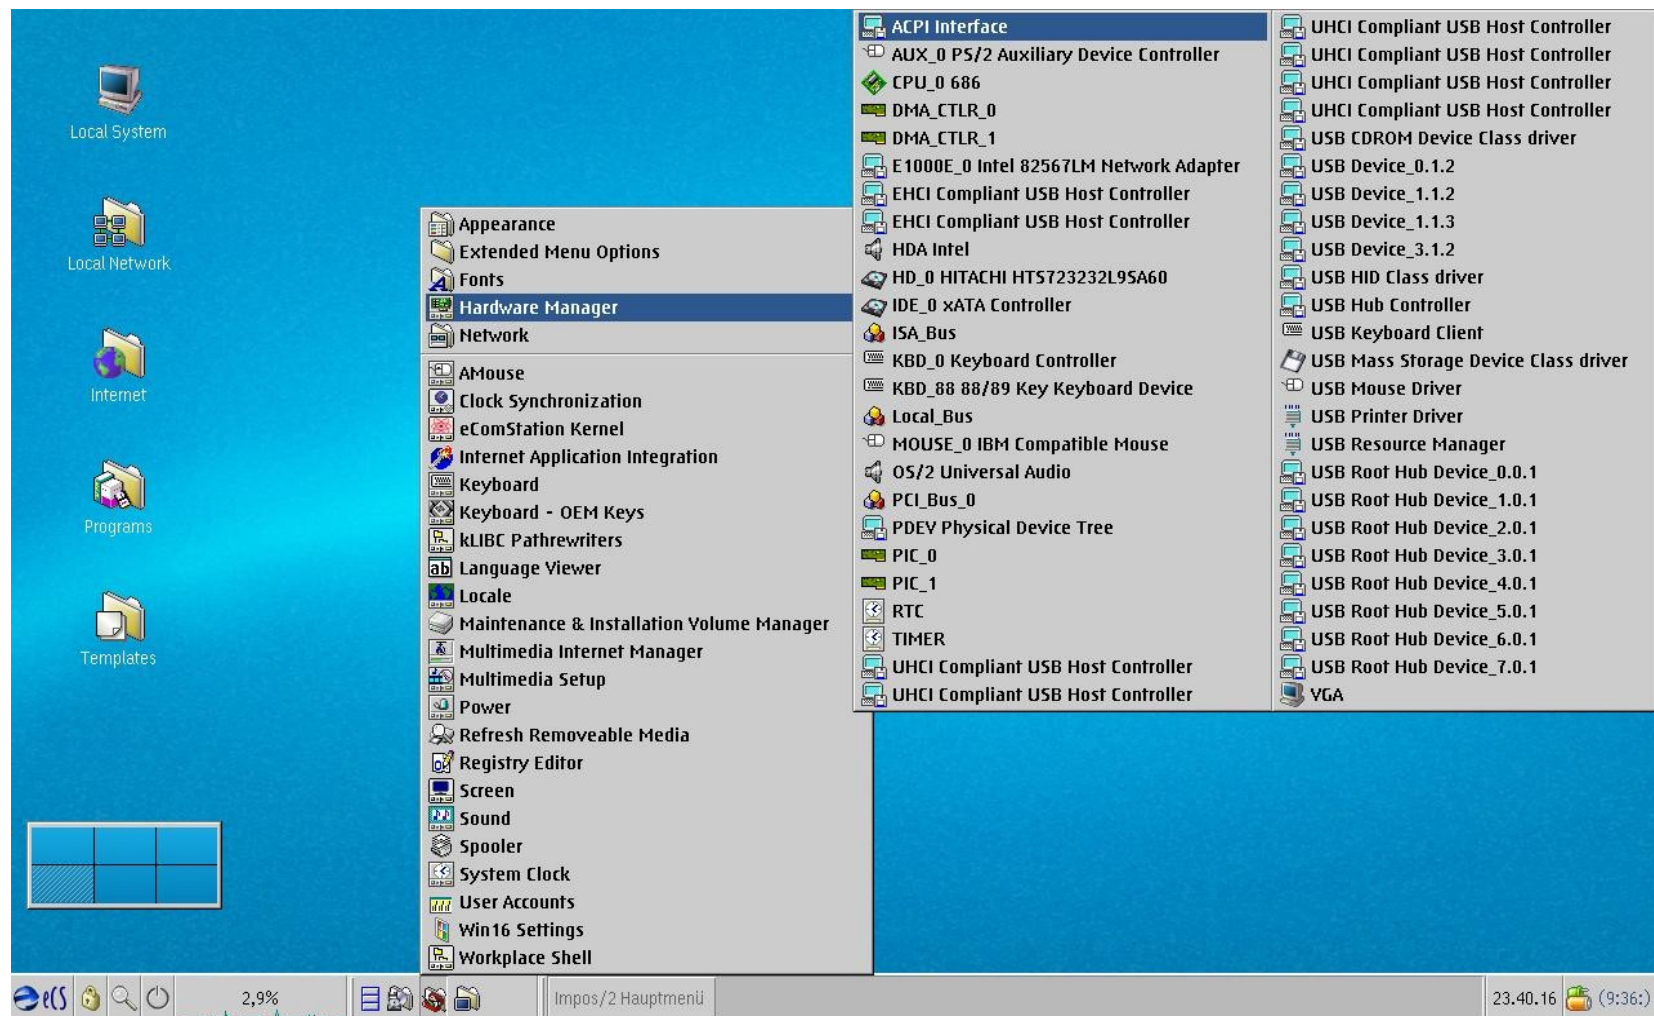 Local System
Local Network
Internet
Programs
Templates
Appearance
Extended Menu Options
Fonts
Hardware Manager
Network
AMouse
Clock Synchronization
eComStation Kernel
Internet Application Integration
Keyboard
Keyboard - OEM Keys
kLIBC Pathrewriters
Language Viewer
Locale
Maintenance & Installation Volume Manager
Multimedia Internet Manager
Multimedia Setup
Power
Refresh Removeable Media
Registry Editor
Screen
Sound
Spooler
System Clock
User Accounts
Win16 Settings
Workplace Shell
ACPI Interface
AUX_0 PS/2 Auxiliary Device Controller
CPU_0 686
DMA_CTLR_0
DMA_CTLR_1
E1000E_0 Intel 82567LM Network Adapter
EHCI Compliant USB Host Controller
EHCI Compliant USB Host Controller
HDA Intel
HD_0 HITACHI HTS723232L9SA60
IDE_0 xATA Controller
ISA_Bus
KBD_0 Keyboard Controller
KBD_88 88/89 Key Keyboard Device
Local_Bus
MOUSE_0 IBM Compatible Mouse
OS/2 Universal Audio
PCI_Bus_0
PDEV Physical Device Tree
PIC_0
PIC_1
RTC
TIMER
UHCI Compliant USB Host Controller
UHCI Compliant USB Host Controller
UHCI Compliant USB Host Controller
UHCI Compliant USB Host Controller
UHCI Compliant USB Host Controller
UHCI Compliant USB Host Controller
USB CDROM Device Class driver
USB Device_0.1.2
USB Device_1.1.2
USB Device_1.1.3
USB Device_3.1.2
USB HID Class driver
USB Hub Controller
USB Keyboard Client
USB Mass Storage Device Class driver
USB Mouse Driver
USB Printer Driver
USB Resource Manager
USB Root Hub Device_0.0.1
USB Root Hub Device_1.0.1
USB Root Hub Device_2.0.1
USB Root Hub Device_3.0.1
USB Root Hub Device_4.0.1
USB Root Hub Device_5.0.1
USB Root Hub Device_6.0.1
USB Root Hub Device_7.0.1
VGA
eCS
2,9%
Impos/2 Hauptmenü
23.40.16
(9:36:)